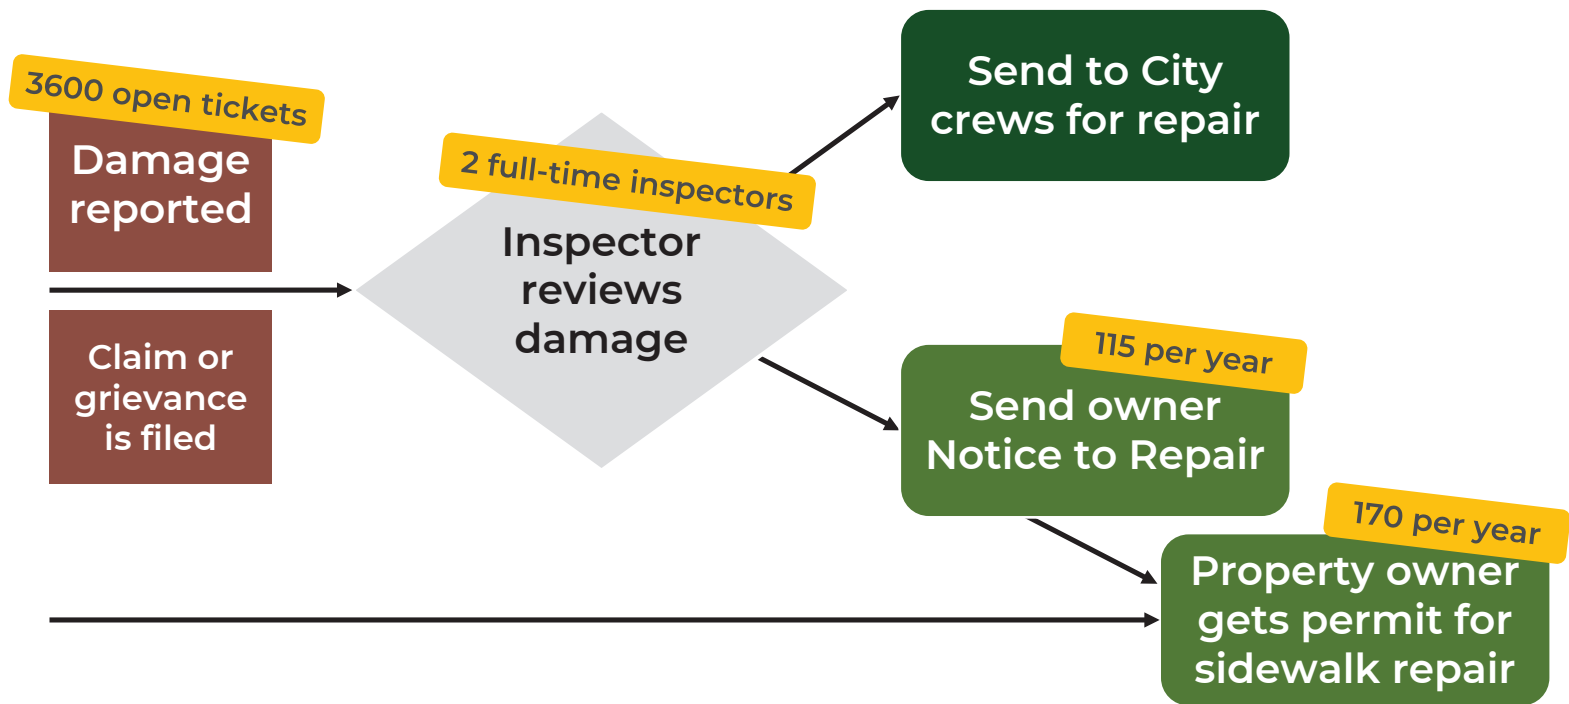 3600 open tickets
Damage
reported
Claim or
grievance
is filed
2 full-time inspectors
Inspector
reviews
damage
Send to City
crews for repair
115 per year
Send owner
Notice to Repair
170 per year
Property owner
gets permit for
sidewalk repair